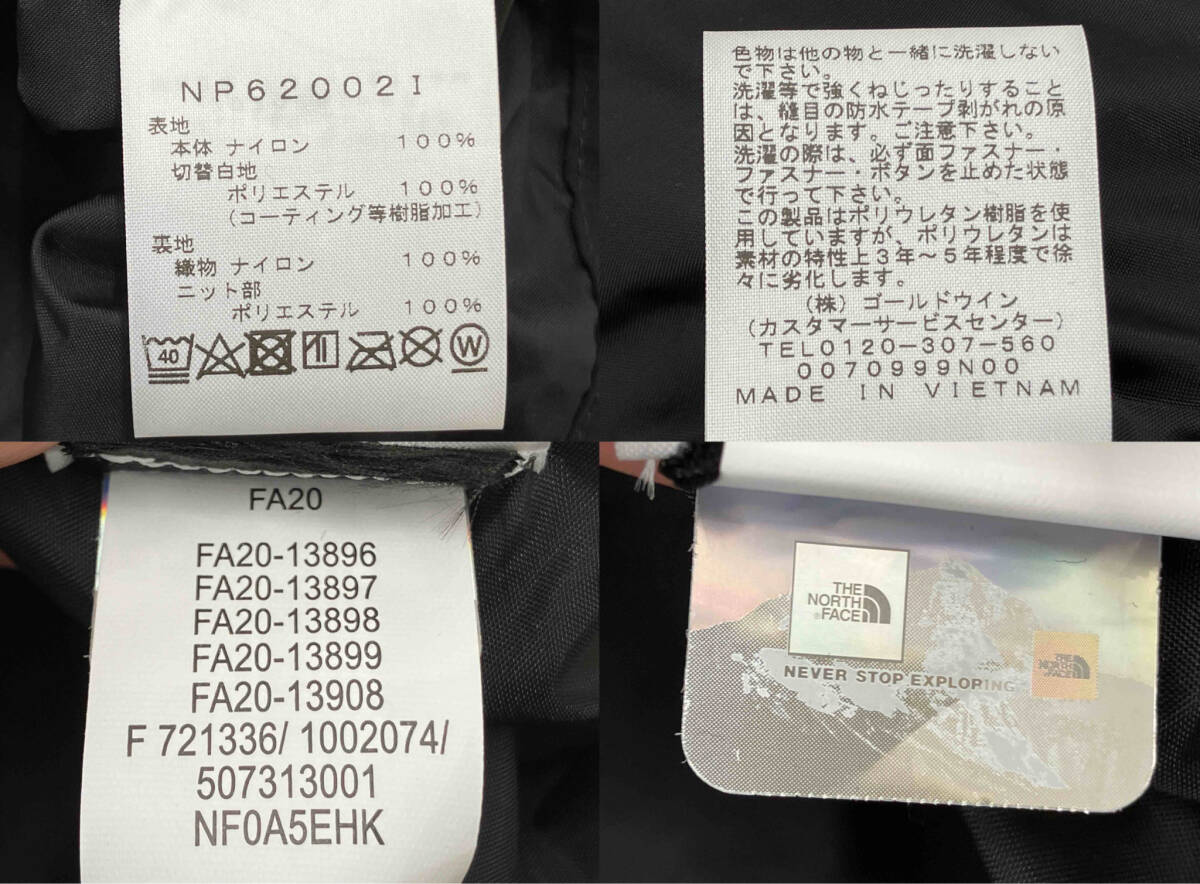 NP62002I
表地
本体 ナイロン 100%
切替白地
ポリエステル 100%
(コーティング等樹脂加工)
裏地
織物 ナイロン 100%
ニット部
ポリエステル 100%
40
W
色物は他の物と一緒に洗濯しない
で下さい。
洗濯等で強くねじったりすること
は、縫目の防水テープ剥がれの原
因となります。ご注意下さい。
洗濯の際は、必ず面ファスナー・
ファスナー・ボタンを止めた状態
で行って下さい。
この製品はポリウレタン樹脂を使
用していますが、ポリウレタンは
素材の特性上3年～5年程度で徐
々に劣化します。
(株) ゴールドウイン
(カスタマーサービスセンター)
TEL0120-307-560
0070999N00
MADE IN VIETNAM
FA20
FA20-13896
FA20-13897
FA20-13898
FA20-13899
FA20-13908
F 721336/ 1002074/
507313001
NF0A5EHK
THE
NORTH
FACE
NEVER STOP EXPLORING
THE
NORTH
FACE